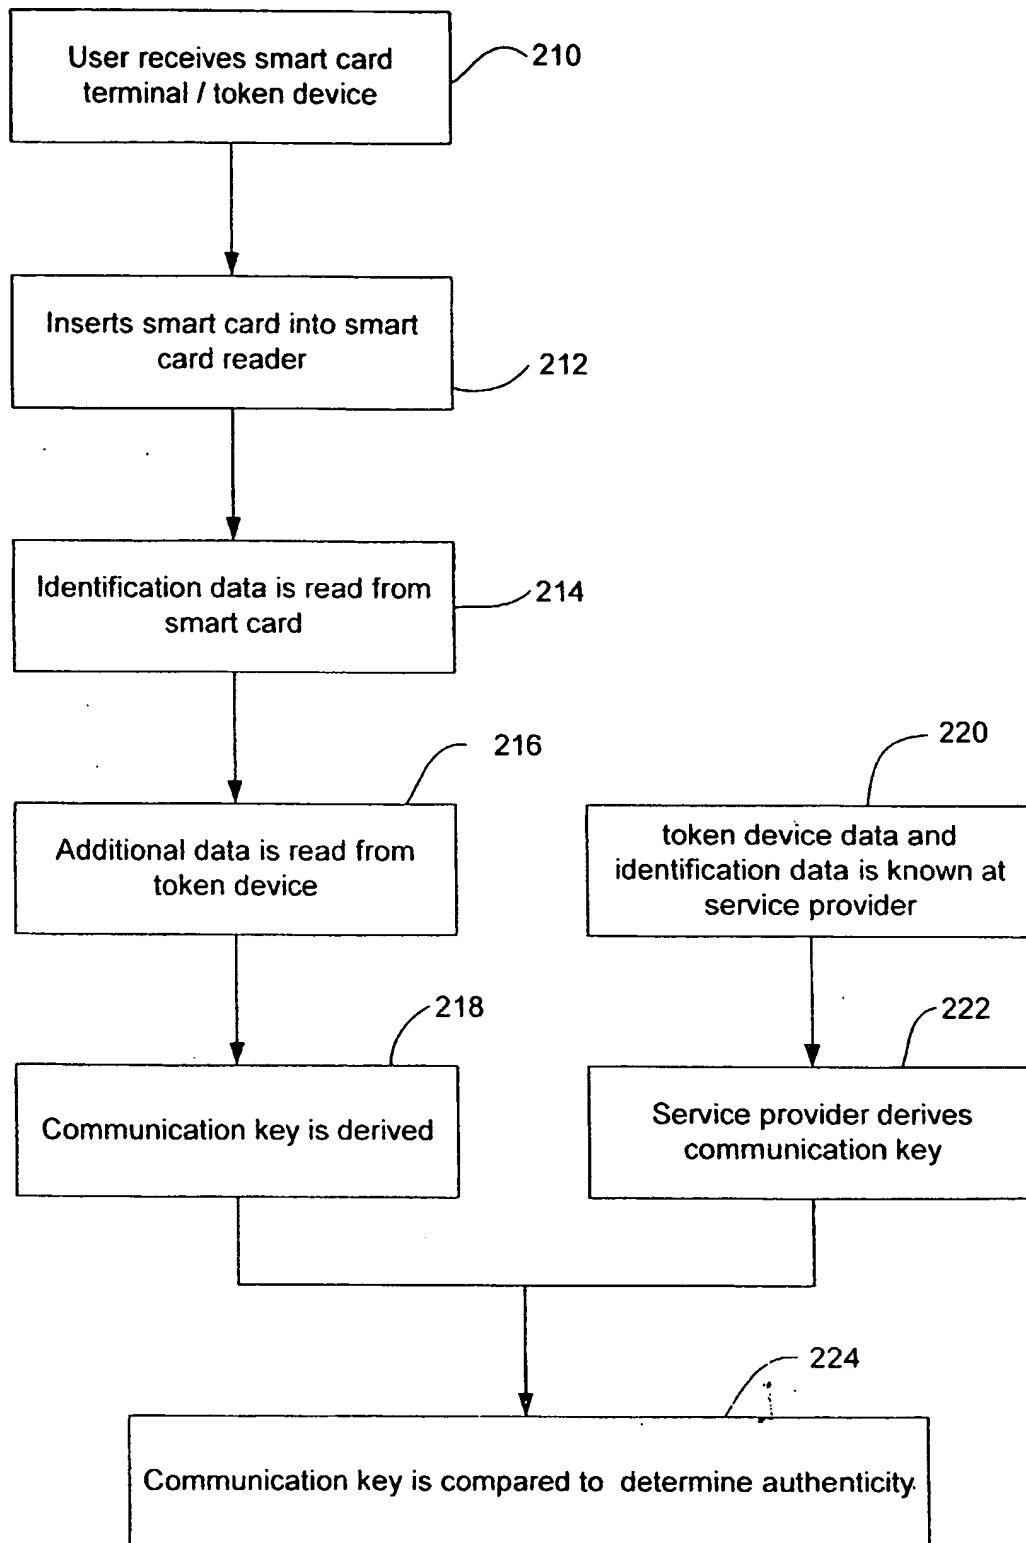 User receives smart card
terminal / token device
210
Inserts smart card into smart
card reader
212
Identification data is read from
smart card
214
216
Additional data is read from
token device
220
token device data and
identification data is known at
service provider
218
Communication key is derived
222
Service provider derives
communication key
224
Communication key is compared to determine authenticity